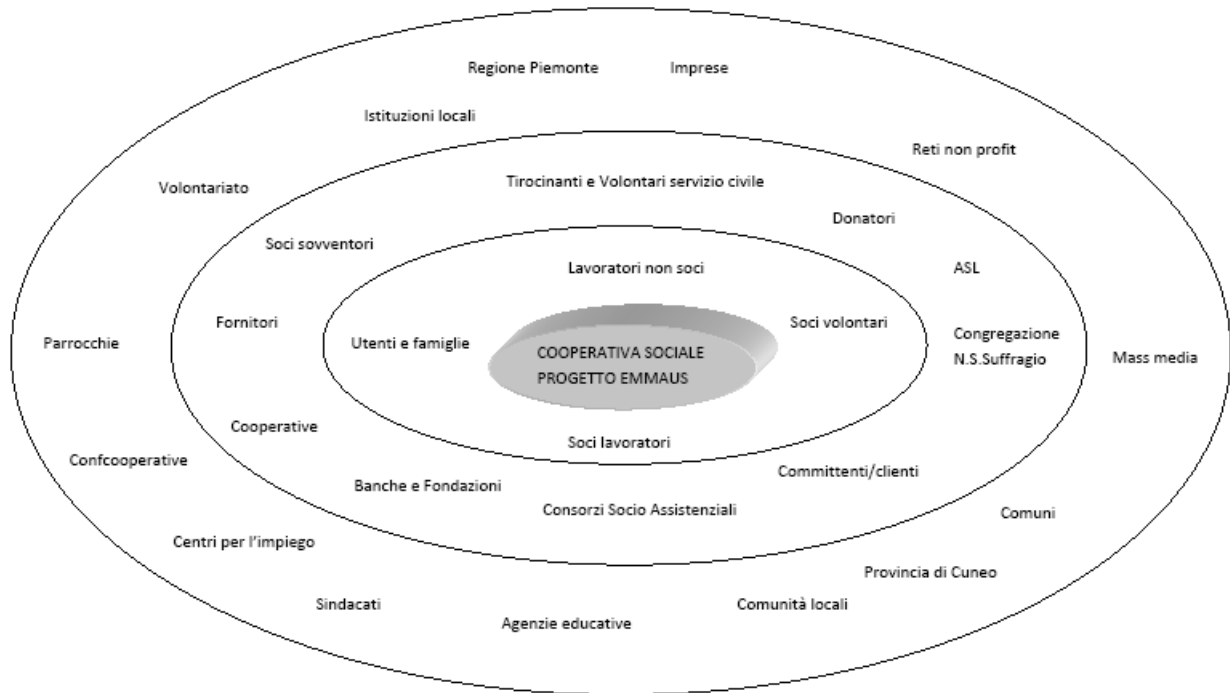 Regione Piemonte
Imprese
Istituzioni locali
Reti non profit
Volontariato
Tirocinanti e Volontari servizio civile
Donatori
Soci sovventori
Lavoratori non soci
ASL
Fornitori
Soci volontari
Parrocchie
Utenti e famiglie
COOPERATIVA SOCIALE
PROGETTO EMMAUS
Congregazione
N.S.Suffragio
Mass media
Cooperative
Soci lavoratori
Confcooperative
Committenti/clienti
Banche e Fondazioni
Consorzi Socio Assistenziali
Comuni
Centri per l’impiego
Provincia di Cuneo
Sindacati
Comunità locali
Agenzie educative